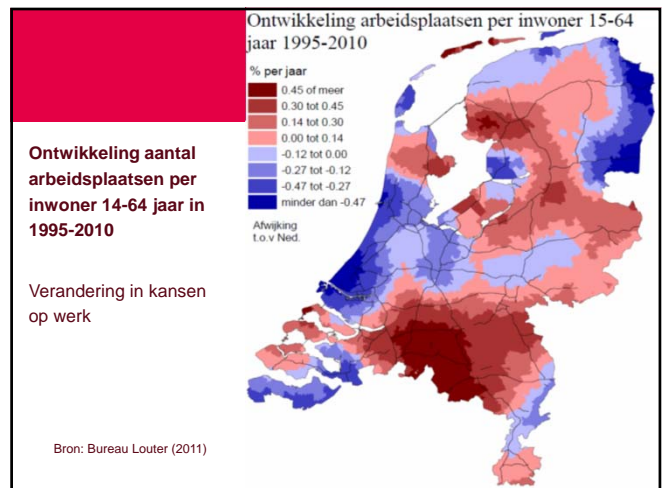 Ontwikkeling aantal
arbeidsplaatsen per
inwoner 14-64 jaar in
1995-2010
Verandering in kansen
op werk
Bron: Bureau Louter (2011)
Ontwikkeling arbeidsplaatsen per inwoner 15-64
jaar 1995-2010
% per jaar
0.45 of meer
0.30 tot 0.45
0.14 tot 0.30
0.00 tot 0.14
-0.12 tot 0.00
-0.27 tot -0.12
-0.47 tot -0.27
minder dan -0.47
Afwijking
t.o.v Ned.